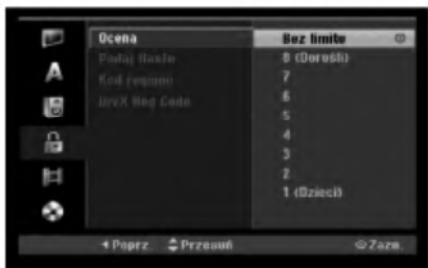 A
Ocena
Podaj Hasło
Kod regionu
DivX Reg Code
Bez limitu
8 (Dorośli)
7
6
5
4
3
2
1 (Dzieci)
Poprz. Przesuń Zazn.